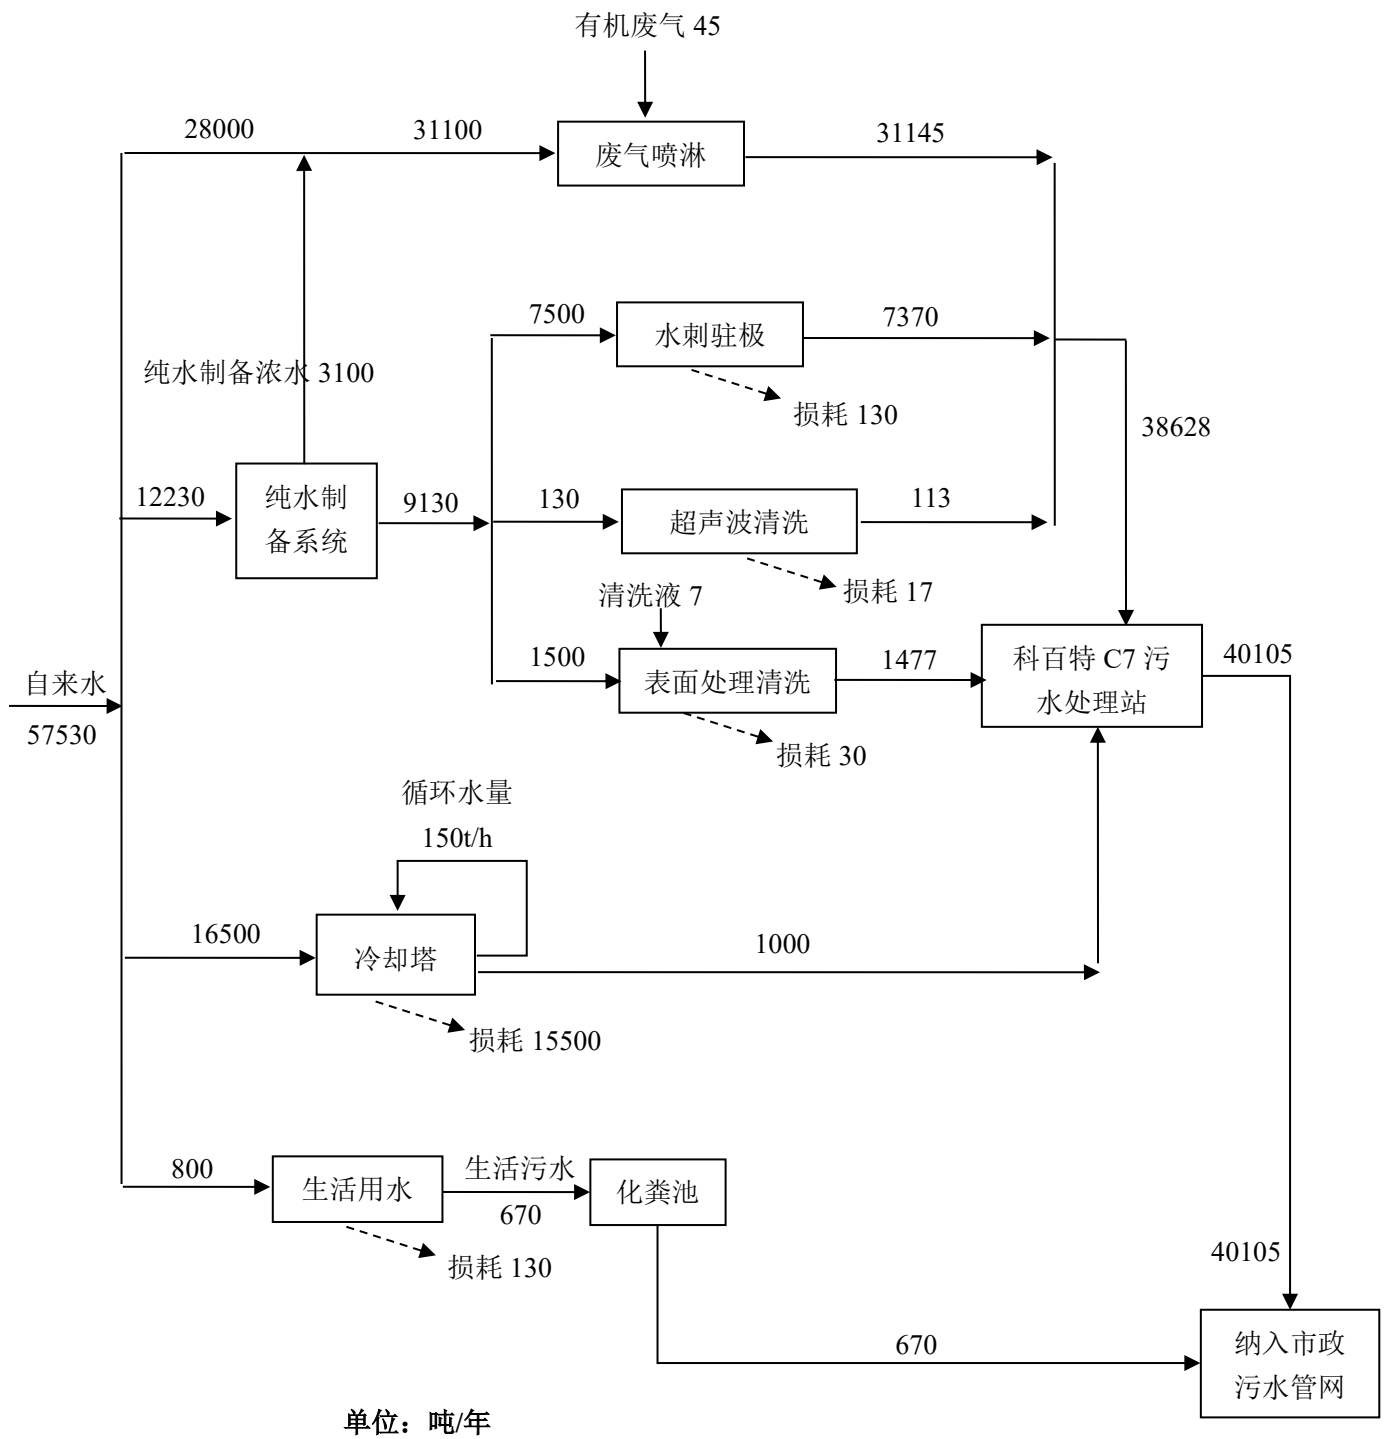 有机废气 45
28000
31100
废气喷淋
31145
7500
水刺驻极
7370
纯水制备浓水 3100
损耗 130
38628
12230
纯水制
备系统
9130
130
超声波清洗
113
损耗 17
清洗液 7
1500
表面处理清洗
1477
科百特 C7 污
水处理站
40105
自来水
57530
损耗 30
循环水量
150t/h
16500
冷却塔
1000
损耗 15500
800
生活用水
生活污水
670
化粪池
损耗 130
40105
670
纳入市政
污水管网
单位：吨/年